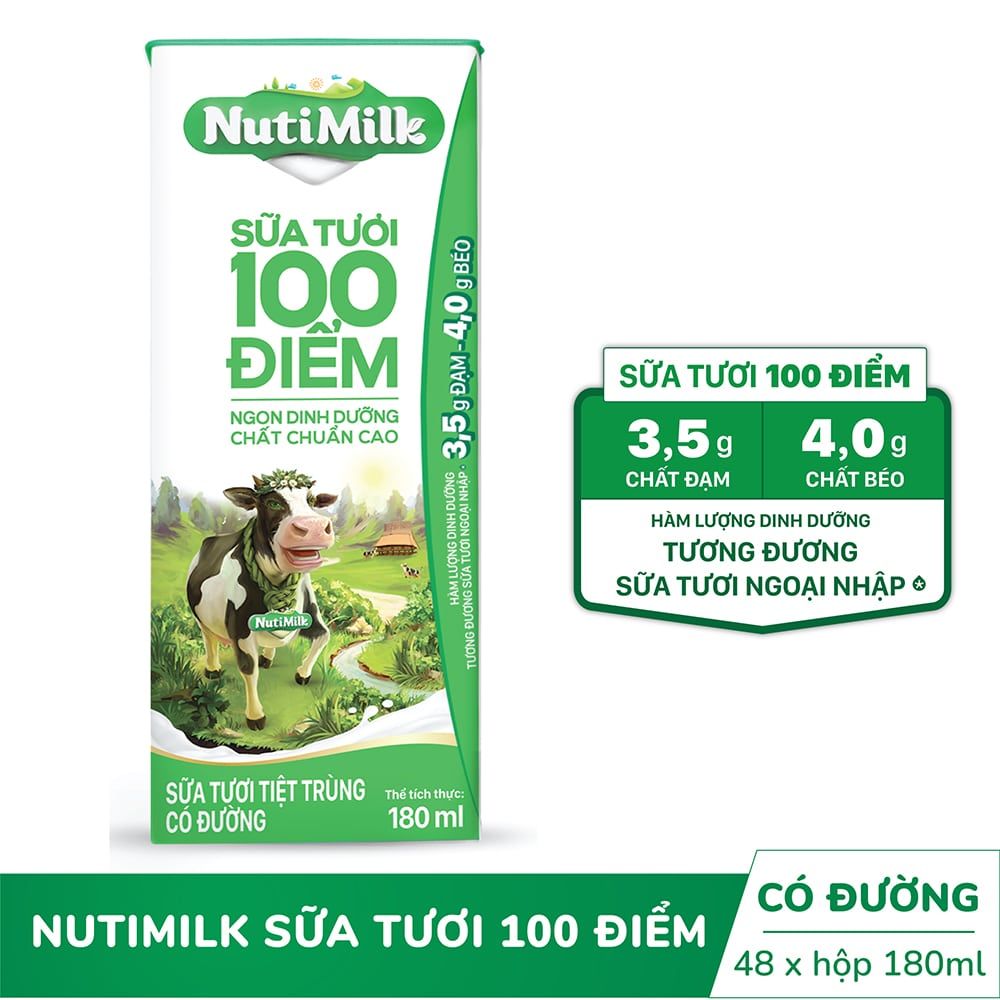 NutiMilk
SỮA TƯƠI
100
ĐIỂM
NGON DINH DƯỠNG
CHẤT CHUẨN CAO
HÀM LƯỢNG DINH DƯỠNG
TƯƠNG ĐƯƠNG SỮA TƯƠI NGOẠI NHẬP • 3,5g ĐẠM - 4,0 g BÉO
NutiMilk
SỮA TƯƠI TIỆT TRÙNG
CÓ ĐƯỜNG
Thể tích thực:
180 ml
SỮA TƯƠI 100 ĐIỂM
3,5 g
CHẤT ĐẠM
4,0 g
CHẤT BÉO
HÀM LƯỢNG DINH DƯỠNG
TƯƠNG ĐƯƠNG
SỮA TƯƠI NGOẠI NHẬP *
NUTIMILK SỮA TƯƠI 100 ĐIỂM
CÓ ĐƯỜNG
48 x hộp 180ml